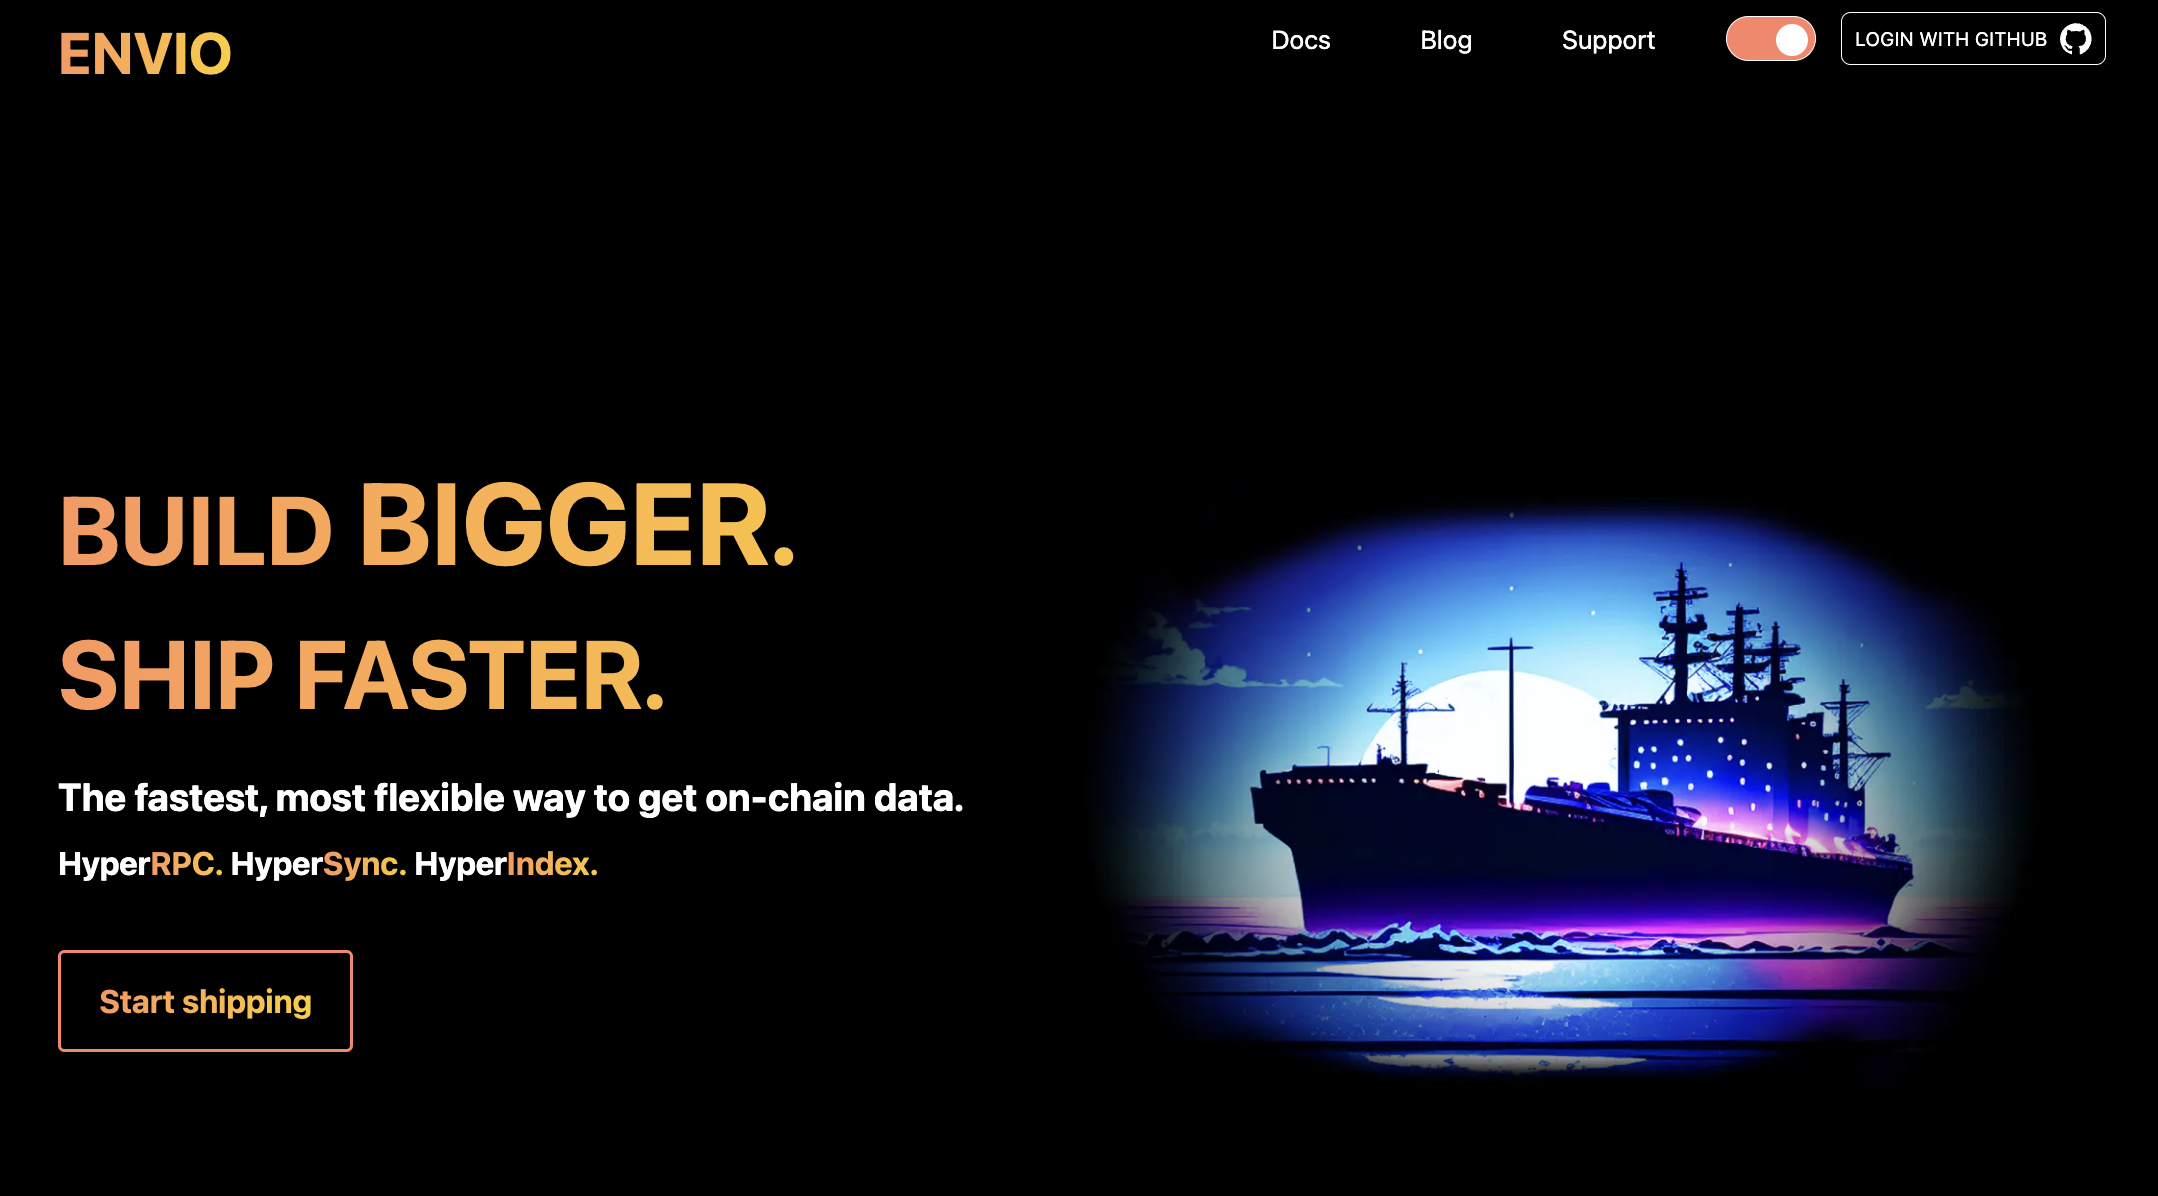 ENVIO
Docs Blog Support LOGIN WITH GITHUB
BUILD BIGGER.
SHIP FASTER.
The fastest, most flexible way to get on-chain data.
HyperRPC. HyperSync. HyperIndex.
Start shipping